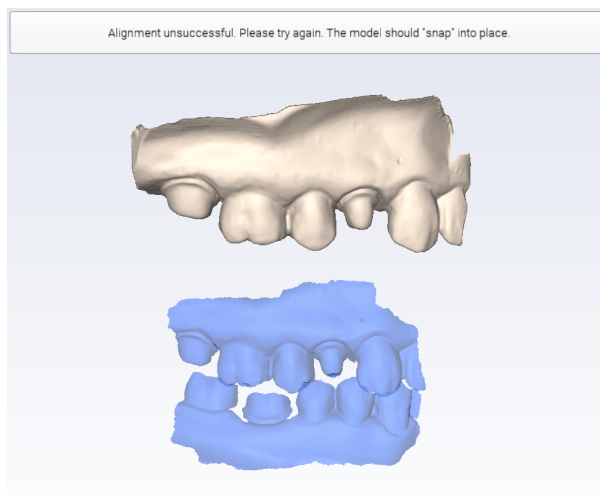 Alignment unsuccessful. Please try again. The model should "snap" into place.